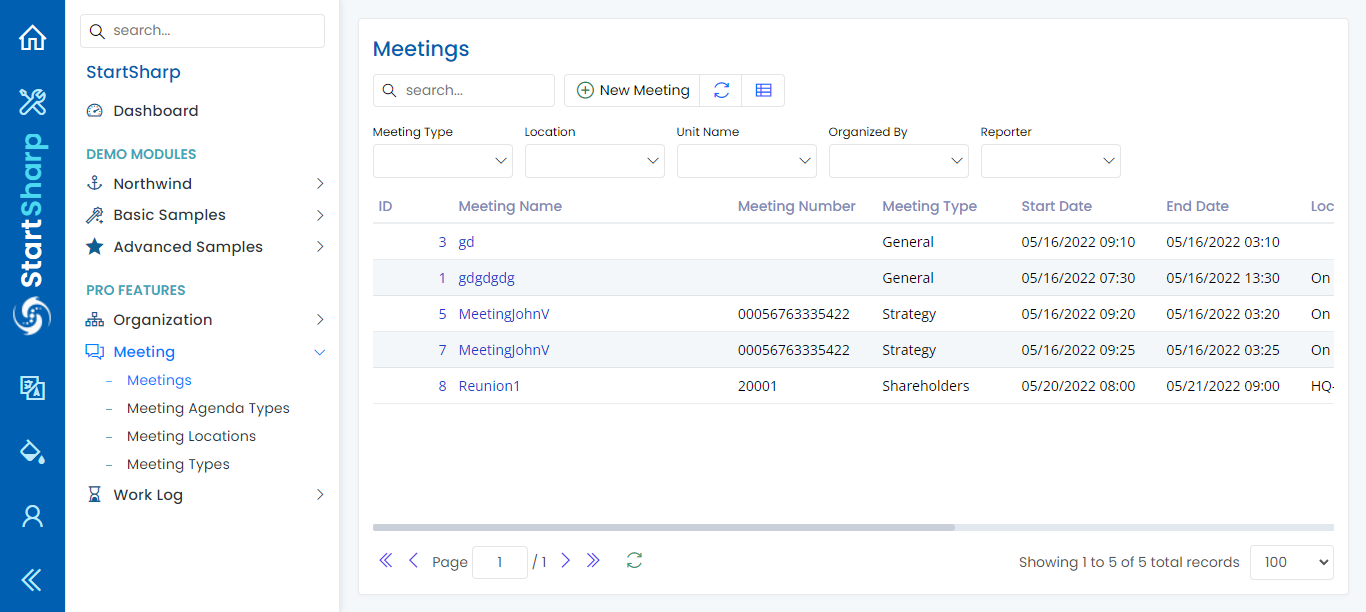 StartSharp
search...
StartSharp
Dashboard
DEMO MODULES
Northwind
Basic Samples
Advanced Samples
PRO FEATURES
Organization
Meeting
– Meetings
– Meeting Agenda Types
– Meeting Locations
– Meeting Types
Work Log
Meetings
search...
New Meeting
Meeting Type Location Unit Name Organized By Reporter
ID Meeting Name Meeting Number Meeting Type Start Date End Date Loc
3 gd General 05/16/2022 09:10 05/16/2022 03:10
1 gdgdgdg General 05/16/2022 07:30 05/16/2022 13:30 On
5 MeetingJohnV 00056763335422 Strategy 05/16/2022 09:20 05/16/2022 03:20 On
7 MeetingJohnV 00056763335422 Strategy 05/16/2022 09:25 05/16/2022 03:25 On
8 Reunion1 20001 Shareholders 05/20/2022 08:00 05/21/2022 09:00 HQ-
Page 1 / 1
Showing 1 to 5 of 5 total records 100